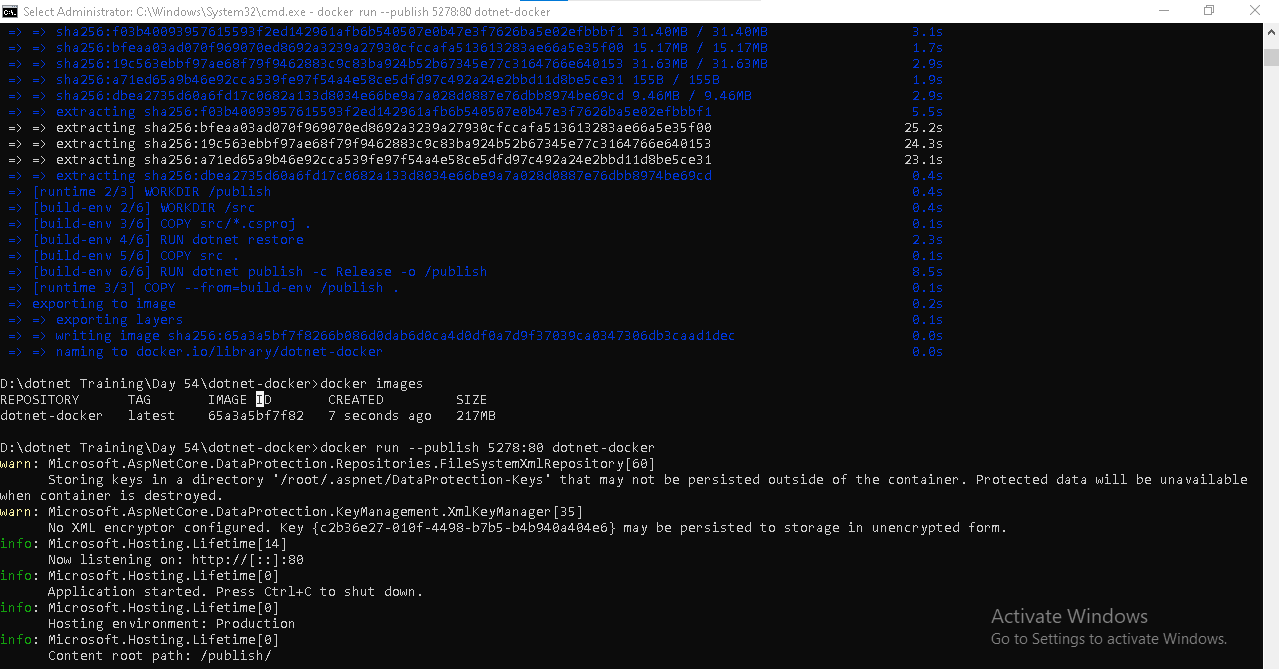 Select Administrator: C:\Windows\System32\cmd.exe - docker run --publish 5278:80 dotnet-docker
=> => sha256:f03b40093957615593f2ed142961afb6b540507e0b47e3f7626ba5e02efbbbf1 31.40MB / 31.40MB 3.1s
=> => sha256:bfeaa03ad070f969070ed8692a3239a27930cfccafa513613283ae66a5e35f00 15.17MB / 15.17MB 1.7s
=> => sha256:19c563ebbf97ae68f79f9462883c9c83ba924b52b67345e77c3164766e640153 31.63MB / 31.63MB 2.9s
=> => sha256:a71ed65a9b46e92cca539fe97f54a4e58ce5dfd97c492a24e2bbd11d8be5ce31 155B / 155B 1.9s
=> => sha256:dbea2735d60a6fd17c0682a133d8034e66be9a7a028d0887e76dbb8974be69cd 9.46MB / 9.46MB 2.9s
=> => extracting sha256:f03b40093957615593f2ed142961afb6b540507e0b47e3f7626ba5e02efbbbf1 5.5s
=> => extracting sha256:bfeaa03ad070f969070ed8692a3239a27930cfccafa513613283ae66a5e35f00 25.2s
=> => extracting sha256:19c563ebbf97ae68f79f9462883c9c83ba924b52b67345e77c3164766e640153 24.3s
=> => extracting sha256:a71ed65a9b46e92cca539fe97f54a4e58ce5dfd97c492a24e2bbd11d8be5ce31 23.1s
=> => extracting sha256:dbea2735d60a6fd17c0682a133d8034e66be9a7a028d0887e76dbb8974be69cd 0.4s
=> [runtime 2/3] WORKDIR /publish 0.4s
=> [build-env 2/6] WORKDIR /src 0.4s
=> [build-env 3/6] COPY src/*.csproj . 0.1s
=> [build-env 4/6] RUN dotnet restore 2.3s
=> [build-env 5/6] COPY src . 0.1s
=> [build-env 6/6] RUN dotnet publish -c Release -o /publish 8.5s
=> [runtime 3/3] COPY --from=build-env /publish . 0.1s
=> exporting to image 0.2s
=> => exporting layers 0.1s
=> => writing image sha256:65a3a5bf7f8266b086d0dab6d0ca4d0df0a7d9f37039ca0347306db3caad1dec 0.0s
=> => naming to docker.io/library/dotnet-docker 0.0s
D:\dotnet Training\Day 54\dotnet-docker>docker images
REPOSITORY TAG IMAGE ID CREATED SIZE
dotnet-docker latest 65a3a5bf7f82 7 seconds ago 217MB
D:\dotnet Training\Day 54\dotnet-docker>docker run --publish 5278:80 dotnet-docker
warn: Microsoft.AspNetCore.DataProtection.Repositories.FileSystemXmlRepository[60]
Storing keys in a directory '/root/.aspnet/DataProtection-Keys' that may not be persisted outside of the container. Protected data will be unavailable
when container is destroyed.
warn: Microsoft.AspNetCore.DataProtection.KeyManagement.XmlKeyManager[35]
No XML encryptor configured. Key {c2b36e27-010f-4498-b7b5-b4b940a404e6} may be persisted to storage in unencrypted form.
info: Microsoft.Hosting.Lifetime[14]
Now listening on: http://[::]:80
info: Microsoft.Hosting.Lifetime[0]
Application started. Press Ctrl+C to shut down.
info: Microsoft.Hosting.Lifetime[0]
Hosting environment: Production
info: Microsoft.Hosting.Lifetime[0]
Content root path: /publish/
Activate Windows
Go to Settings to activate Windows.